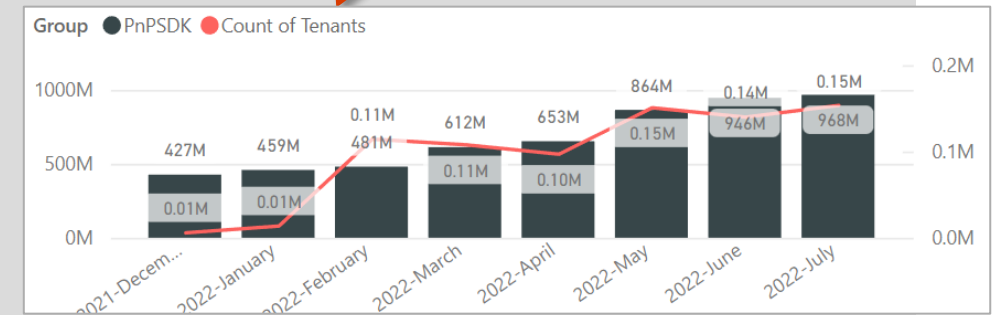 Group PnPSDK Count of Tenants
1000M
500M
0M
0.2M
0.1M
0.0M
427M
459M
0.11M
481M
612M
653M
864M
0.14M
946M
0.15M
968M
0.01M
0.01M
0.11M
0.10M
0.15M
2021-Decem...
2022-January
2022-February
2022-March
2022-April
2022-May
2022-June
2022-July